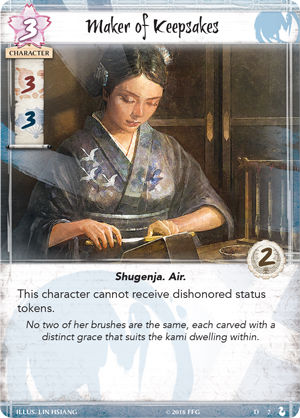 3
Maker of Keepsakes
CHARACTER
3
3
2
Shugenja. Air.
This character cannot receive dishonored status
tokens.
No two of her brushes are the same, each carved with a
distinct grace that suits the kami dwelling within.
ILLUS. LIN HSIANG © 2018 FFG D 2